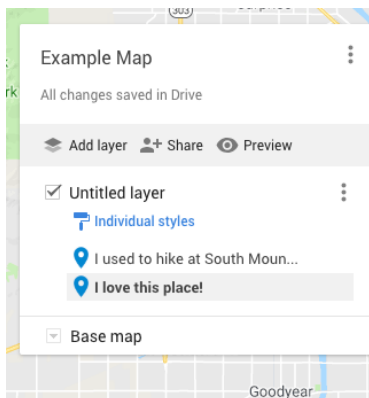 303
Example Map
All changes saved in Drive
Add layer Share Preview
Untitled layer
Individual styles
I used to hike at South Moun...
I love this place!
Base map
Goodyear